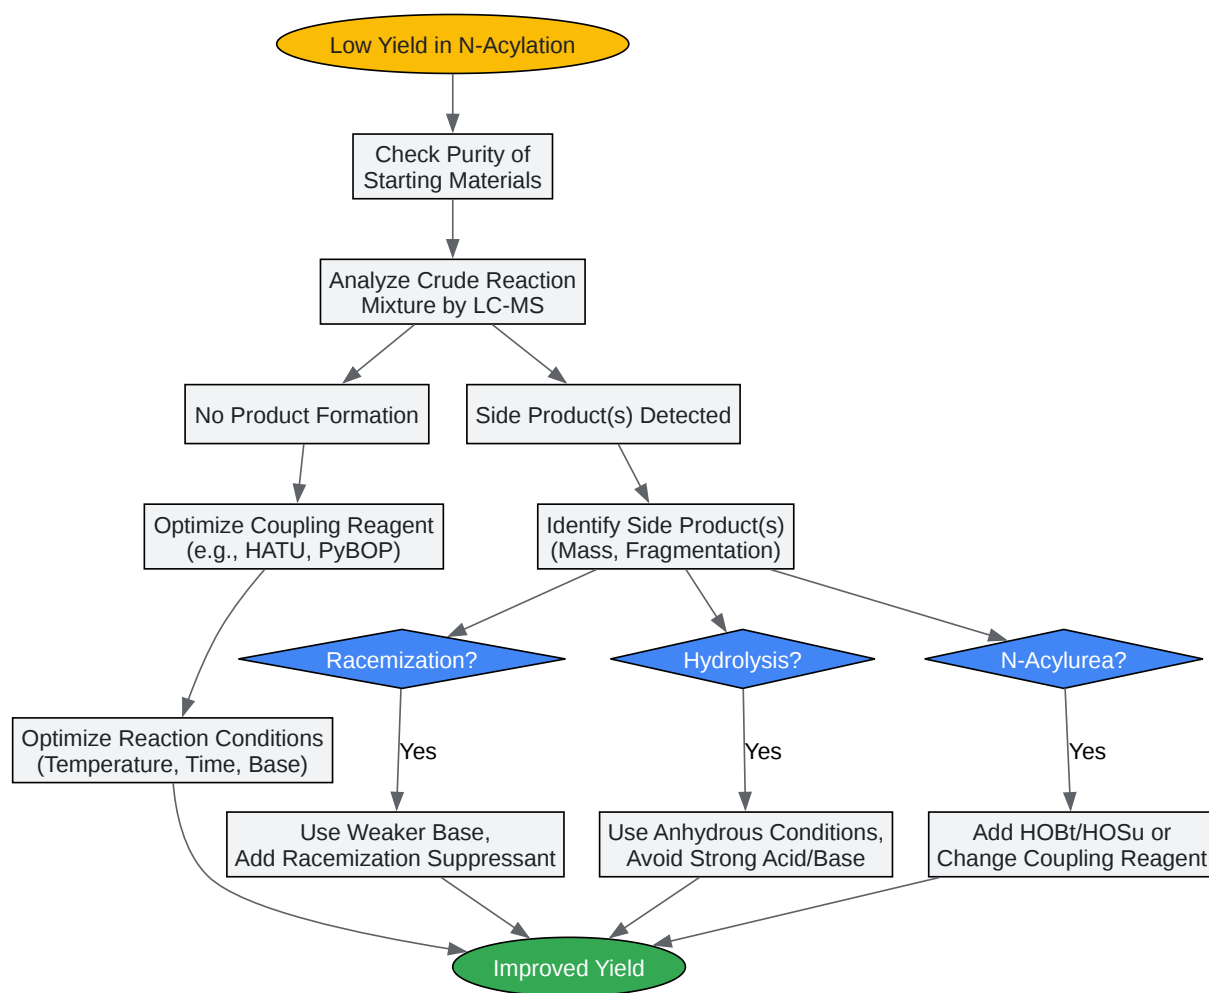 Low Yield in N-Acylation
Check Purity of
Starting Materials
Analyze Crude Reaction
Mixture by LC-MS
No Product Formation
Side Product(s) Detected
Optimize Coupling Reagent
(e.g., HATU, PyBOP)
Identify Side Product(s)
(Mass, Fragmentation)
Racemization?
Hydrolysis?
N-Acylurea?
Optimize Reaction Conditions
(Temperature, Time, Base)
Yes
Yes
Yes
Use Weaker Base,
Add Racemization Suppressant
Use Anhydrous Conditions,
Avoid Strong Acid/Base
Add HOBt/HOSu or
Change Coupling Reagent
Improved Yield